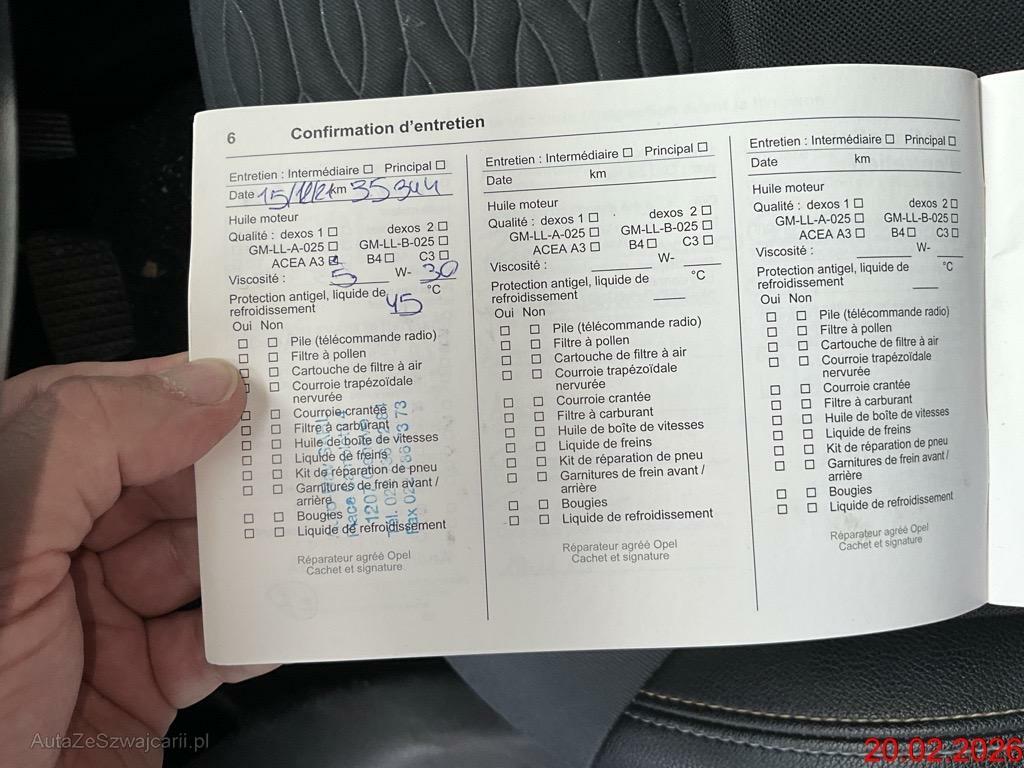 6 Confirmation d'entretien
Entretien : Intermédiaire ☐ Principal ☐
Date km 35344
Huile moteur
Qualité : dexos 1 ☐ dexos 2 ☐
GM-LL-A-025 ☐ GM-LL-B-025 ☐
ACEA A3 ☒ B4 ☐ C3 ☐
Viscosité : 5 W- 30
Protection antigel, liquide de °C
refroidissement 45
Oui Non
☐ ☐ Pile (télécommande radio)
☐ ☐ Filtre à pollen
☐ ☐ Cartouche de filtre à air
☐ ☐ Courroie trapézoïdale
nervurée
☐ ☐ Courroie crantée
☐ ☐ Filtre à carburant
☐ ☐ Huile de boîte de vitesses
☐ ☐ Liquide de freins
☐ ☐ Kit de réparation de pneu
☐ ☐ Garnitures de frein avant /
arrière
☐ ☐ Bougies
☐ ☐ Liquide de refroidissement
Réparateur agréé Opel
Cachet et signature
Entretien : Intermédiaire ☐ Principal ☐
Date km
Huile moteur
Qualité : dexos 1 ☐ dexos 2 ☐
GM-LL-A-025 ☐ GM-LL-B-025 ☐
ACEA A3 ☐ B4 ☐ C3 ☐
Viscosité : W-
Protection antigel, liquide de °C
refroidissement
Oui Non
☐ ☐ Pile (télécommande radio)
☐ ☐ Filtre à pollen
☐ ☐ Cartouche de filtre à air
☐ ☐ Courroie trapézoïdale
nervurée
☐ ☐ Courroie crantée
☐ ☐ Filtre à carburant
☐ ☐ Huile de boîte de vitesses
☐ ☐ Liquide de freins
☐ ☐ Kit de réparation de pneu
☐ ☐ Garnitures de frein avant /
arrière
☐ ☐ Bougies
☐ ☐ Liquide de refroidissement
Réparateur agréé Opel
Cachet et signature
Entretien : Intermédiaire ☐ Principal ☐
Date km
Huile moteur
Qualité : dexos 1 ☐ dexos 2 ☐
GM-LL-A-025 ☐ GM-LL-B-025 ☐
ACEA A3 ☐ B4 ☐ C3 ☐
Viscosité : W-
Protection antigel, liquide de °C
refroidissement
Oui Non
☐ ☐ Pile (télécommande radio)
☐ ☐ Filtre à pollen
☐ ☐ Cartouche de filtre à air
☐ ☐ Courroie trapézoïdale
nervurée
☐ ☐ Courroie crantée
☐ ☐ Filtre à carburant
☐ ☐ Huile de boîte de vitesses
☐ ☐ Liquide de freins
☐ ☐ Kit de réparation de pneu
☐ ☐ Garnitures de frein avant /
arrière
☐ ☐ Bougies
☐ ☐ Liquide de refroidissement
Réparateur agréé Opel
Cachet et signature
AutaZeSzwajcarii.pl
20.02.2026